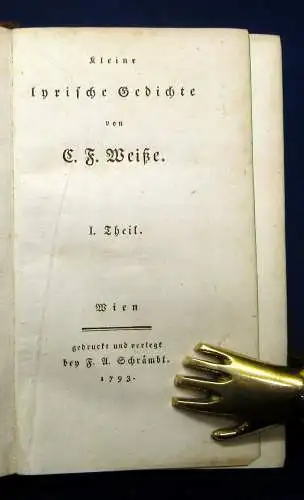 Kleine
lyrische Gedichte
von
C. F. Weiße.
I. Theil.
Wien
gedruckt und verlegt
bey F. A. Schrämbl.
1793.